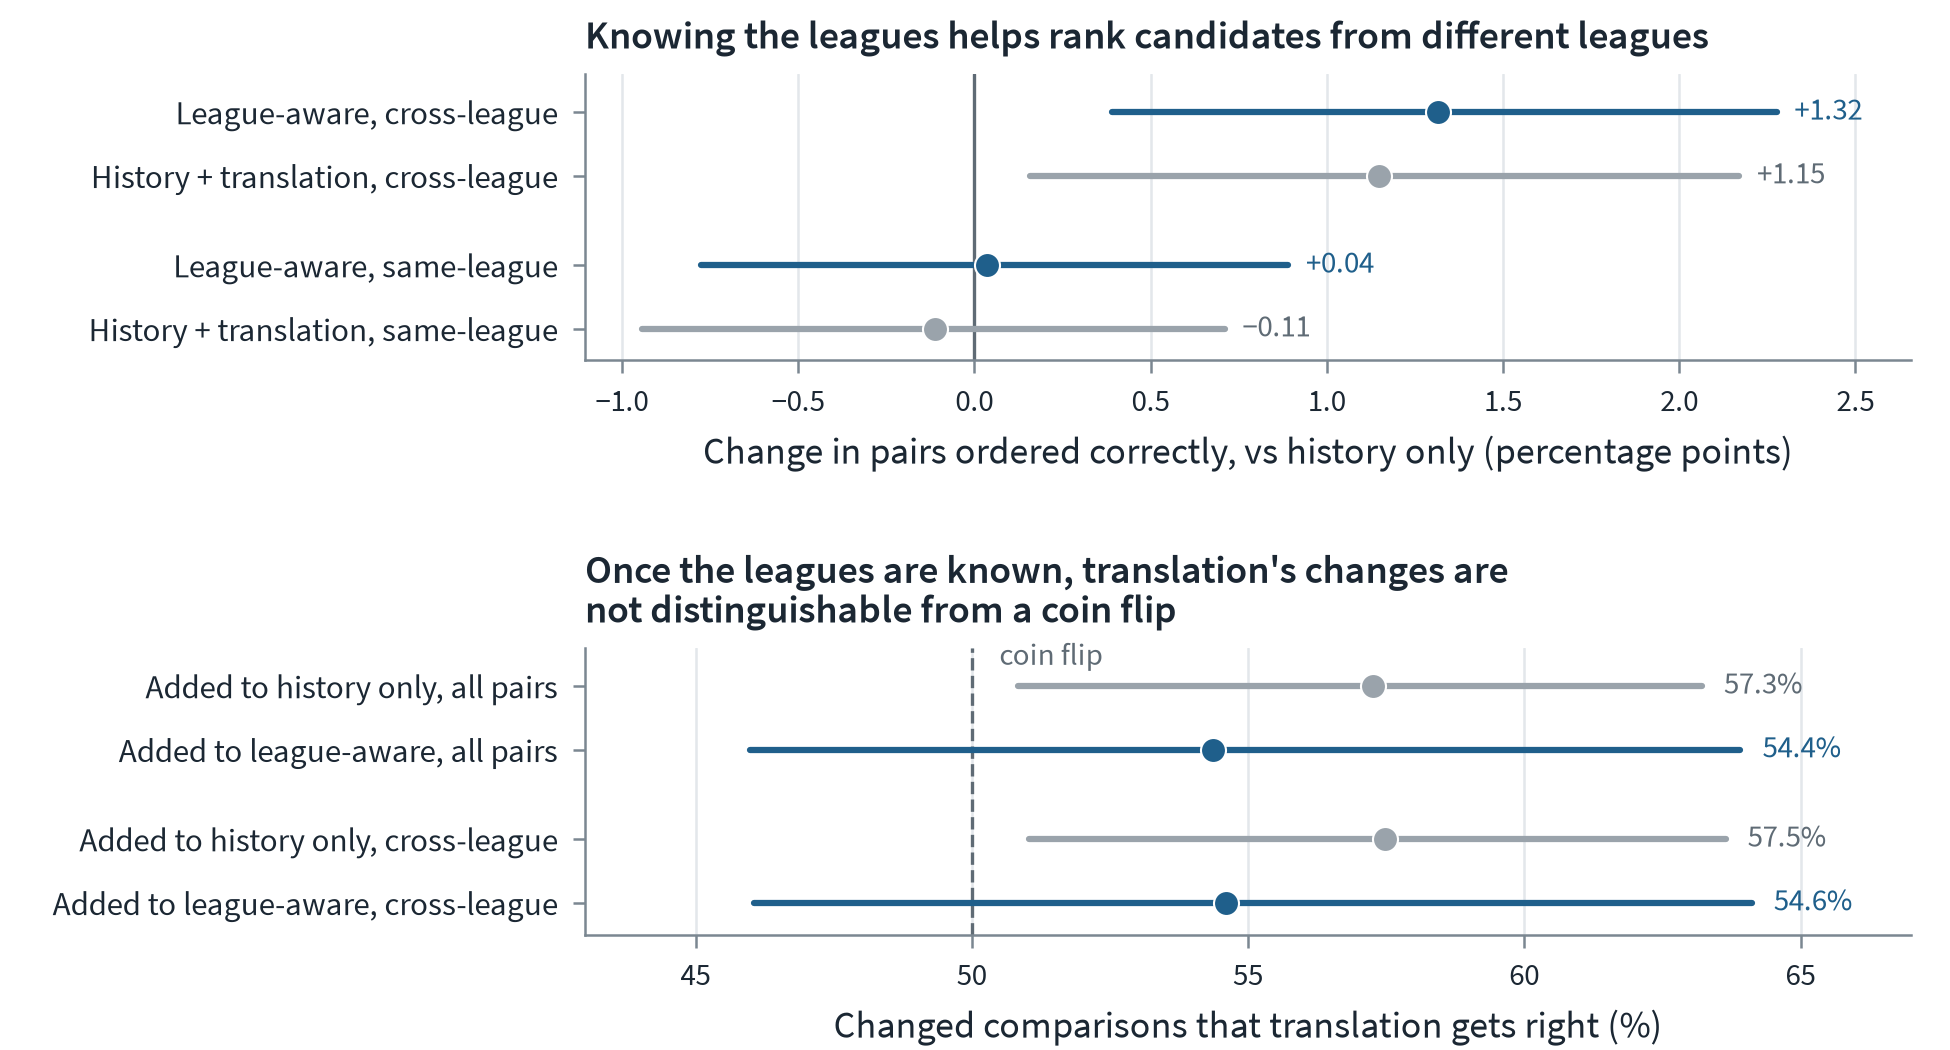 Knowing the leagues helps rank candidates from different leagues
League-aware, cross-league
+1.32
History + translation, cross-league
+1.15
League-aware, same-league
+0.04
History + translation, same-league
−0.11
−1.0 −0.5 0.0 0.5 1.0 1.5 2.0 2.5
Change in pairs ordered correctly, vs history only (percentage points)
Once the leagues are known, translation's changes are
not distinguishable from a coin flip
coin flip
Added to history only, all pairs
57.3%
Added to league-aware, all pairs
54.4%
Added to history only, cross-league
57.5%
Added to league-aware, cross-league
54.6%
45 50 55 60 65
Changed comparisons that translation gets right (%)